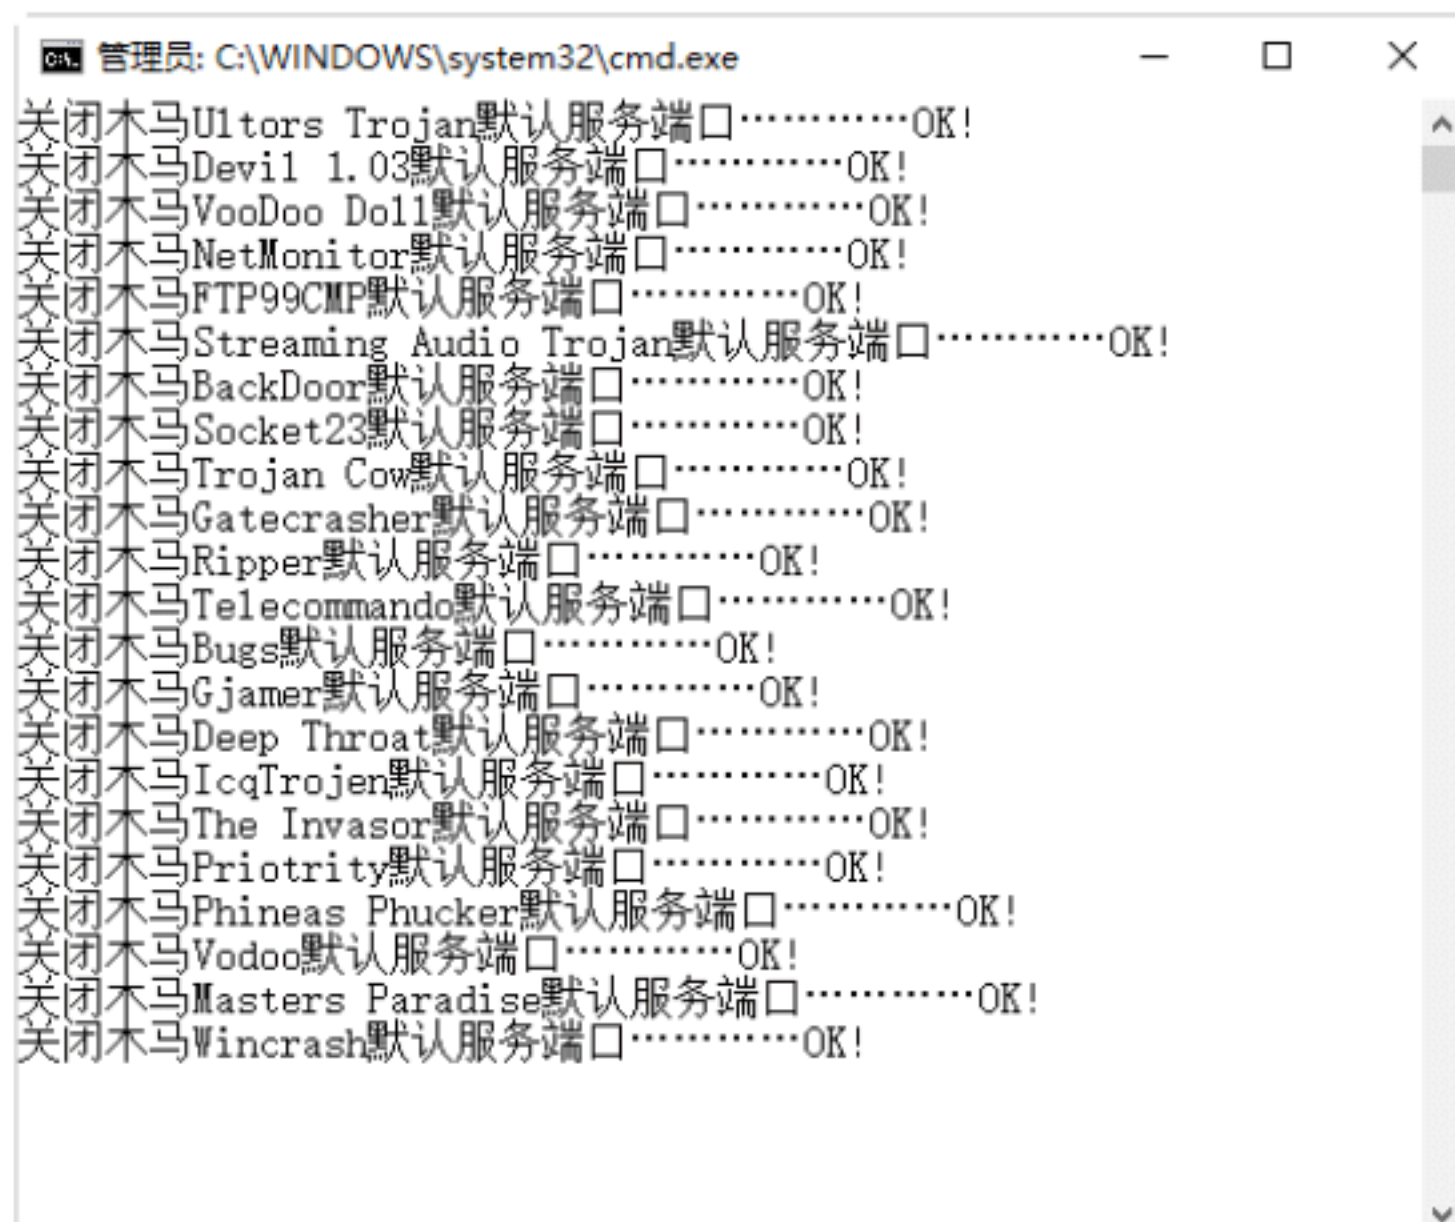 管理员: C:\WINDOWS\system32\cmd.exe
关闭木马Ultors Trojan默认服务端口…………OK!
关闭木马Devil 1.03默认服务端口…………OK!
关闭木马VooDoo Doll默认服务端口…………OK!
关闭木马NetMonitor默认服务端口…………OK!
关闭木马FTP99CMP默认服务端口…………OK!
关闭木马Streaming Audio Trojan默认服务端口…………OK!
关闭木马BackDoor默认服务端口…………OK!
关闭木马Socket23默认服务端口…………OK!
关闭木马Trojan Cow默认服务端口…………OK!
关闭木马Gatecrasher默认服务端口…………OK!
关闭木马Ripper默认服务端口…………OK!
关闭木马Telecommando默认服务端口…………OK!
关闭木马Bugs默认服务端口…………OK!
关闭木马Gjamer默认服务端口…………OK!
关闭木马Deep Throat默认服务端口…………OK!
关闭木马IcqTrojen默认服务端口…………OK!
关闭木马The Invasor默认服务端口…………OK!
关闭木马Priotrity默认服务端口…………OK!
关闭木马Phineas Phucker默认服务端口…………OK!
关闭木马Vodoo默认服务端口…………OK!
关闭木马Masters Paradise默认服务端口…………OK!
关闭木马Wincrash默认服务端口…………OK!